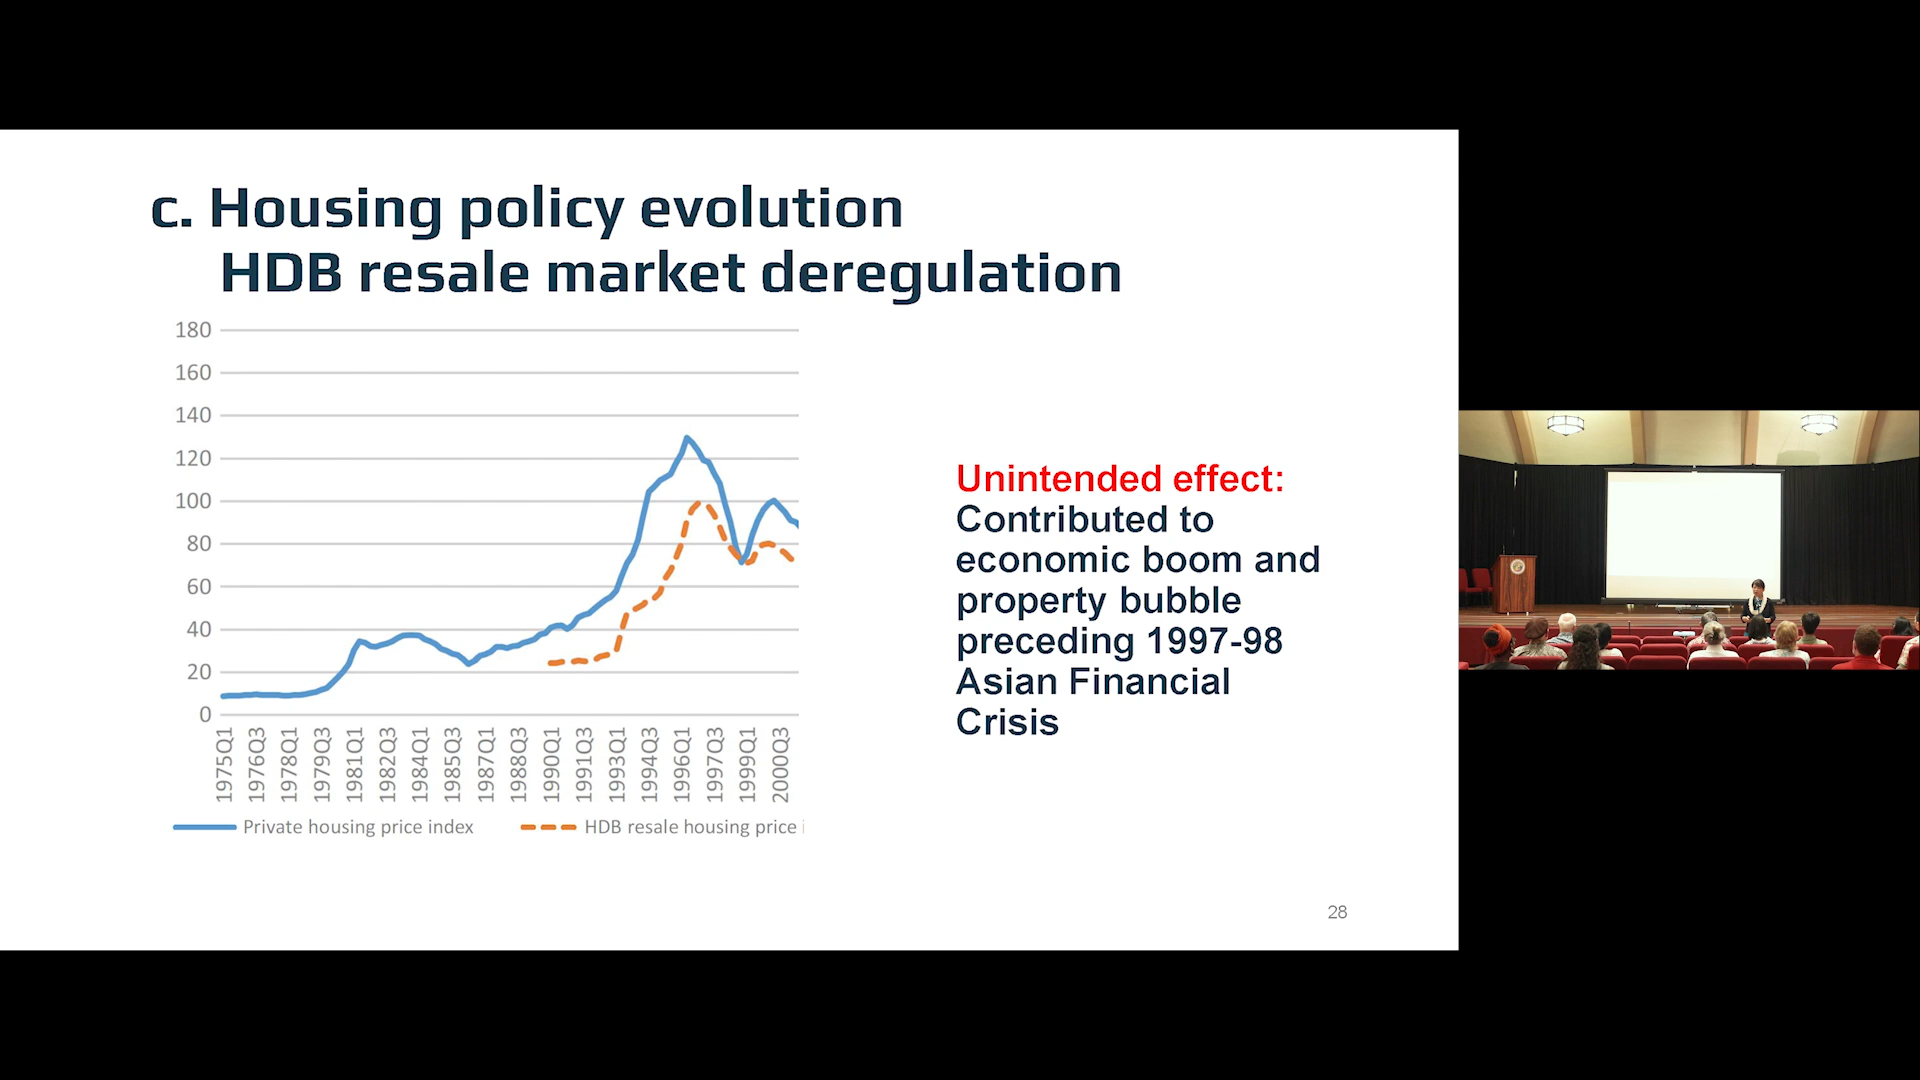 c. Housing policy evolution
HDB resale market deregulation
180
160
140
120
100
80
60
40
20
0
1975Q1 1976Q3 1978Q1 1979Q3 1981Q1 1982Q3 1984Q1 1985Q3 1987Q1 1988Q3 1990Q1 1991Q3 1993Q1 1994Q3 1996Q1 1997Q3 1999Q1 2000Q3
Private housing price index HDB resale housing price i
Unintended effect:
Contributed to
economic boom and
property bubble
preceding 1997-98
Asian Financial
Crisis
28